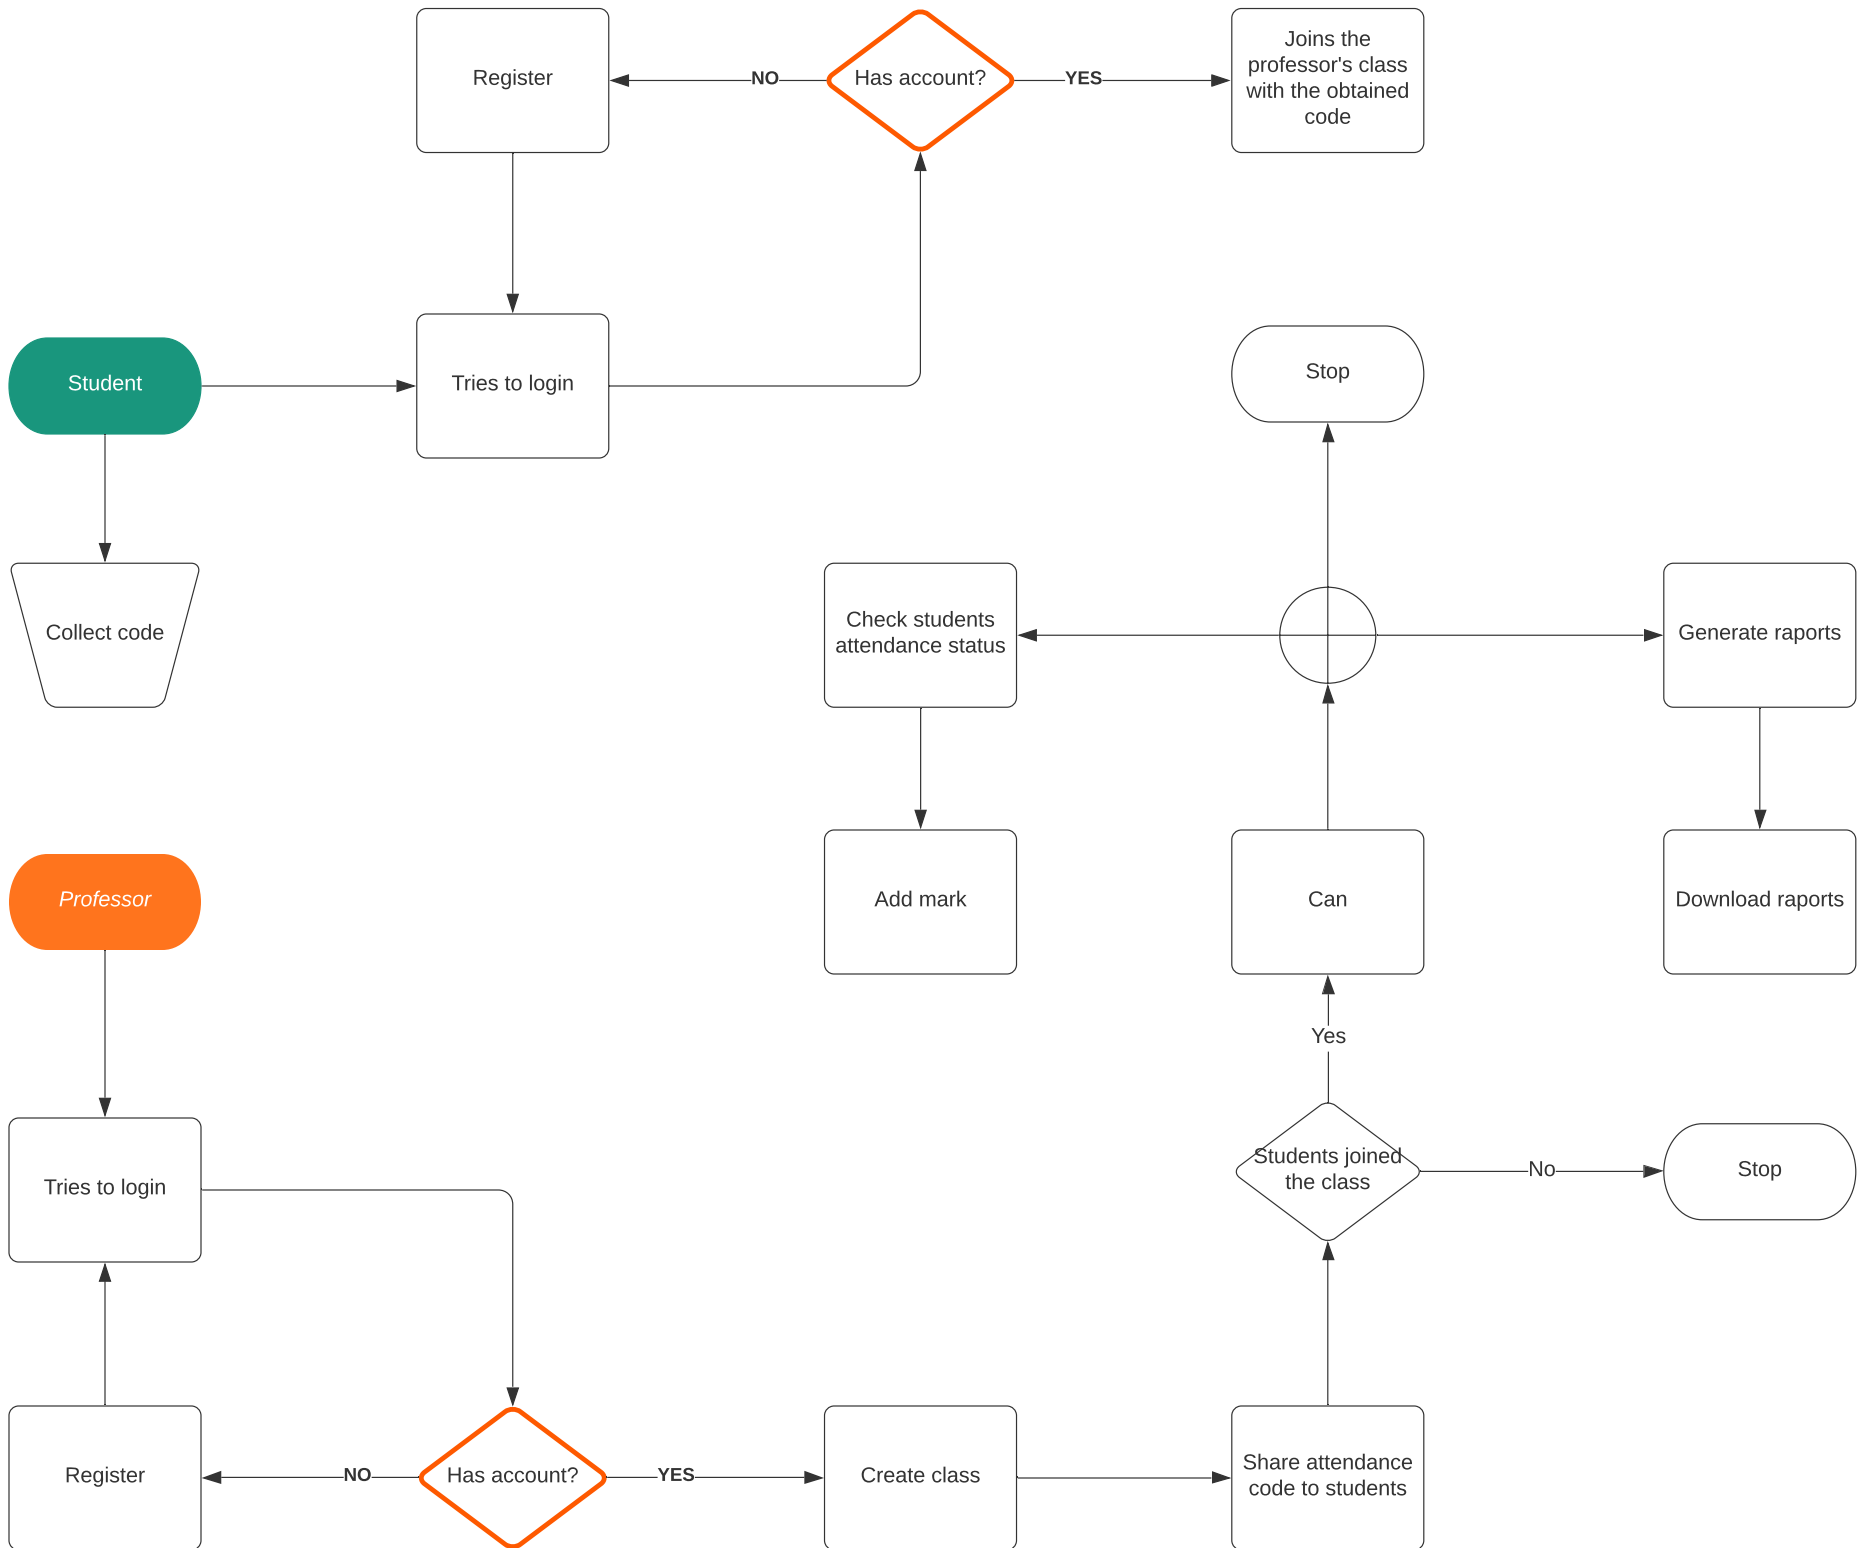 Register
NO
Has account?
YES
Joins the
professor's class
with the obtained
code
Student
Tries to login
Stop
Collect code
Check students
attendance status
Generate raports
Professor
Add mark
Can
Download raports
Yes
Tries to login
Students joined
the class
No
Stop
Register
NO
Has account?
YES
Create class
Share attendance
code to students